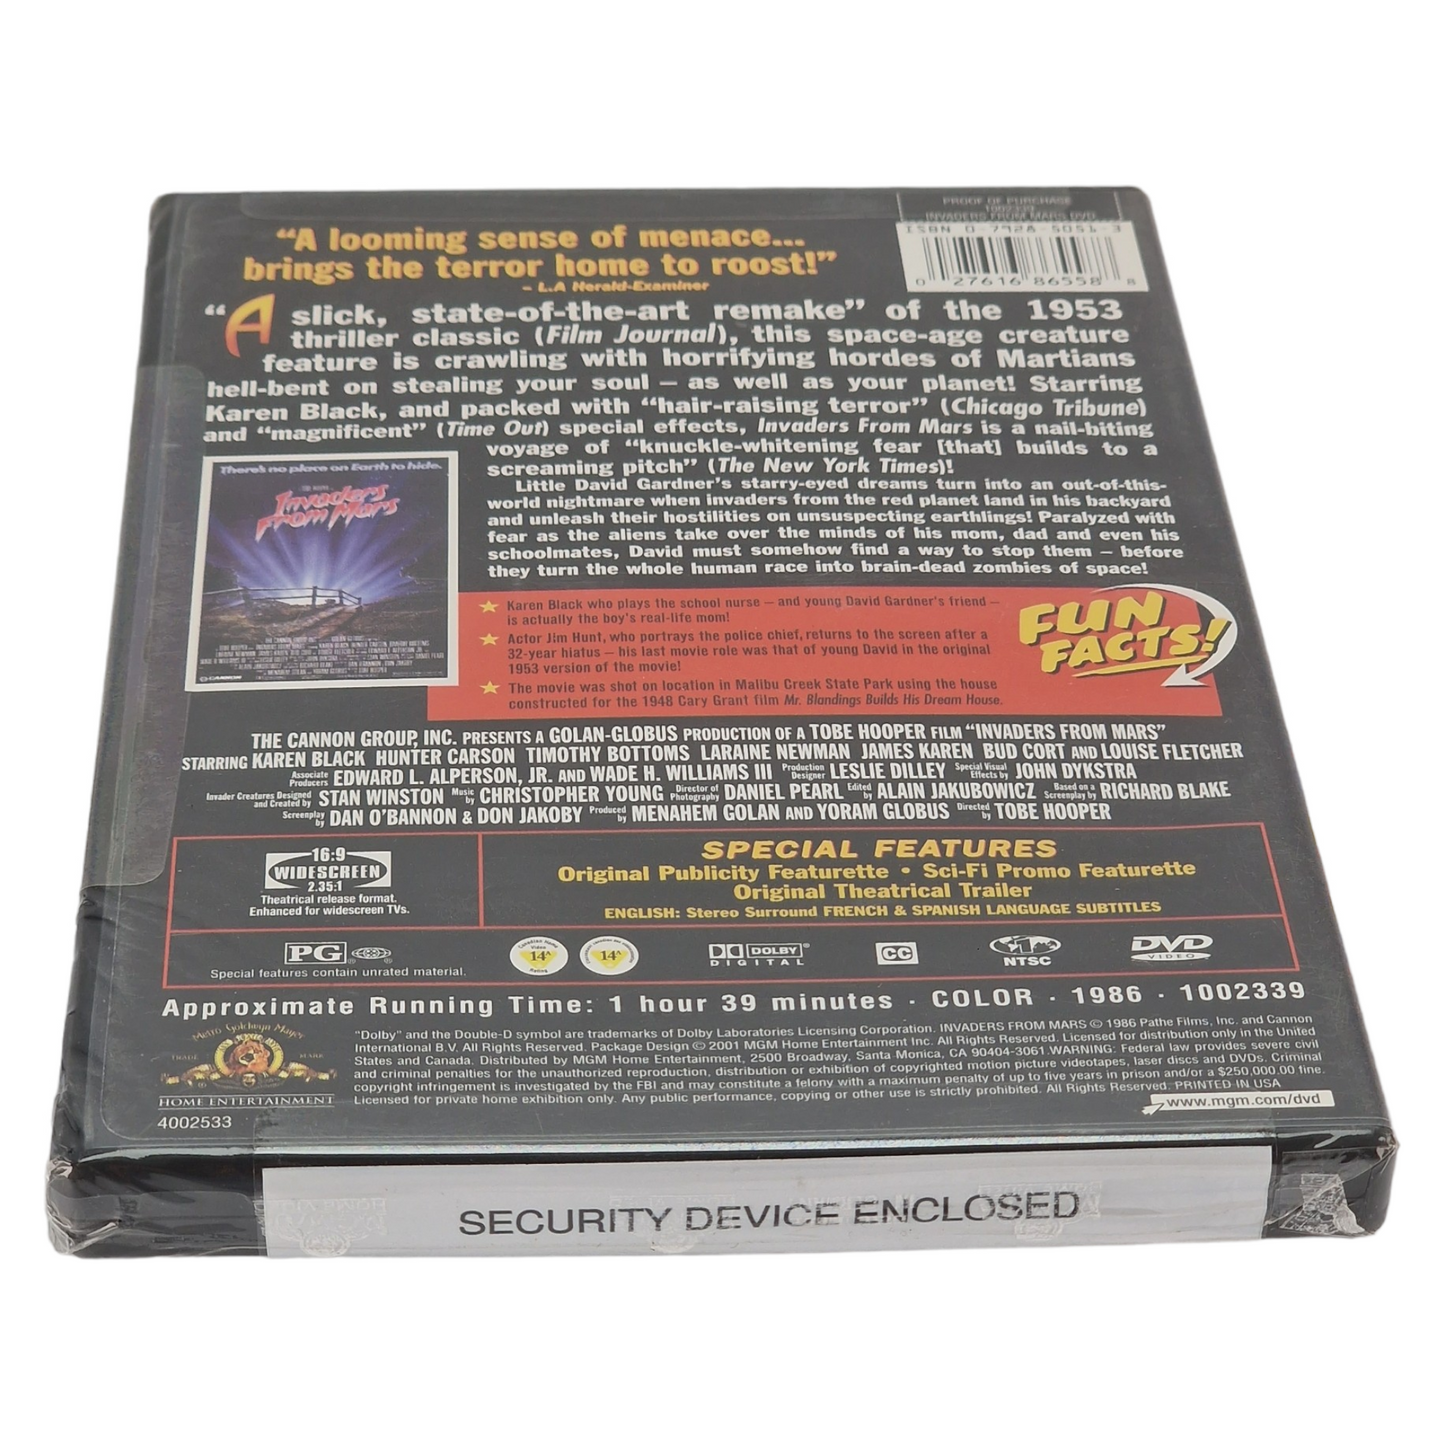 PROOF OF PURCHASE
1002339
INVADERS FROM MARS DVD
ISBN 0-7928-5051-3
0 27616 86558 8
“A looming sense of menace...
brings the terror home to roost!”
– L.A Herald-Examiner
“A slick, state-of-the-art remake” of the 1953
thriller classic (Film Journal), this space-age creature
feature is crawling with horrifying hordes of Martians
hell-bent on stealing your soul – as well as your planet! Starring
Karen Black, and packed with “hair-raising terror” (Chicago Tribune)
and “magnificent” (Time Out) special effects, Invaders From Mars is a nail-biting
voyage of “knuckle-whitening fear [that] builds to a
screaming pitch” (The New York Times)!
Little David Gardner's starry-eyed dreams turn into an out-of-this-
world nightmare when invaders from the red planet land in his backyard
and unleash their hostilities on unsuspecting earthlings! Paralyzed with
fear as the aliens take over the minds of his mom, dad and even his
schoolmates, David must somehow find a way to stop them – before
they turn the whole human race into brain-dead zombies of space!
There's no place on Earth to hide.
Invaders
From Mars
Karen Black who plays the school nurse – and young David Gardner's friend –
is actually the boy's real-life mom!
Actor Jim Hunt, who portrays the police chief, returns to the screen after a
32-year hiatus – his last movie role was that of young David in the original
1953 version of the movie!
The movie was shot on location in Malibu Creek State Park using the house
constructed for the 1948 Cary Grant film Mr. Blandings Builds His Dream House.
FUN
FACTS!
THE CANNON GROUP, INC. PRESENTS A GOLAN-GLOBUS PRODUCTION OF A TOBE HOOPER FILM “INVADERS FROM MARS”
STARRING KAREN BLACK HUNTER CARSON TIMOTHY BOTTOMS LARAINE NEWMAN JAMES KAREN BUD CORT AND LOUISE FLETCHER
Associate Producers EDWARD L. ALPERSON, JR. AND WADE H. WILLIAMS III Production Designer LESLIE DILLEY Special Visual Effects by JOHN DYKSTRA
Invader Creatures Designed and Created by STAN WINSTON Music by CHRISTOPHER YOUNG Director of Photography DANIEL PEARL Edited by ALAIN JAKUBOWICZ Based on a Screenplay by RICHARD BLAKE
Screenplay by DAN O'BANNON & DON JAKOBY Produced by MENAHEM GOLAN AND YORAM GLOBUS Directed by TOBE HOOPER
16:9
WIDESCREEN
2.35:1
Theatrical release format.
Enhanced for widescreen TVs.
SPECIAL FEATURES
Original Publicity Featurette • Sci-Fi Promo Featurette
Original Theatrical Trailer
ENGLISH: Stereo Surround FRENCH & SPANISH LANGUAGE SUBTITLES
PG ®
Special features contain unrated material.
14A 14A
DOLBY®
DIGITAL
CC
NTSC
DVD
VIDEO
Approximate Running Time: 1 hour 39 minutes · COLOR · 1986 · 1002339
Metro Goldwyn Mayer
TRADE MARK
HOME ENTERTAINMENT
4002533
"Dolby" and the Double-D symbol are trademarks of Dolby Laboratories Licensing Corporation. INVADERS FROM MARS © 1986 Pathe Films, Inc. and Cannon
International B.V. All Rights Reserved. Package Design © 2001 MGM Home Entertainment Inc. All Rights Reserved. Licensed for distribution only in the United
States and Canada. Distributed by MGM Home Entertainment, 2500 Broadway, Santa Monica, CA 90404-3061.WARNING: Federal law provides severe civil
and criminal penalties for the unauthorized reproduction, distribution or exhibition of copyrighted motion picture videotapes, laser discs and DVDs. Criminal
copyright infringement is investigated by the FBI and may constitute a felony with a maximum penalty of up to five years in prison and/or a $250,000.00 fine.
Licensed for private home exhibition only. Any public performance, copying or other use is strictly prohibited. All Rights Reserved. PRINTED IN USA
www.mgm.com/dvd
SECURITY DEVICE ENCLOSED